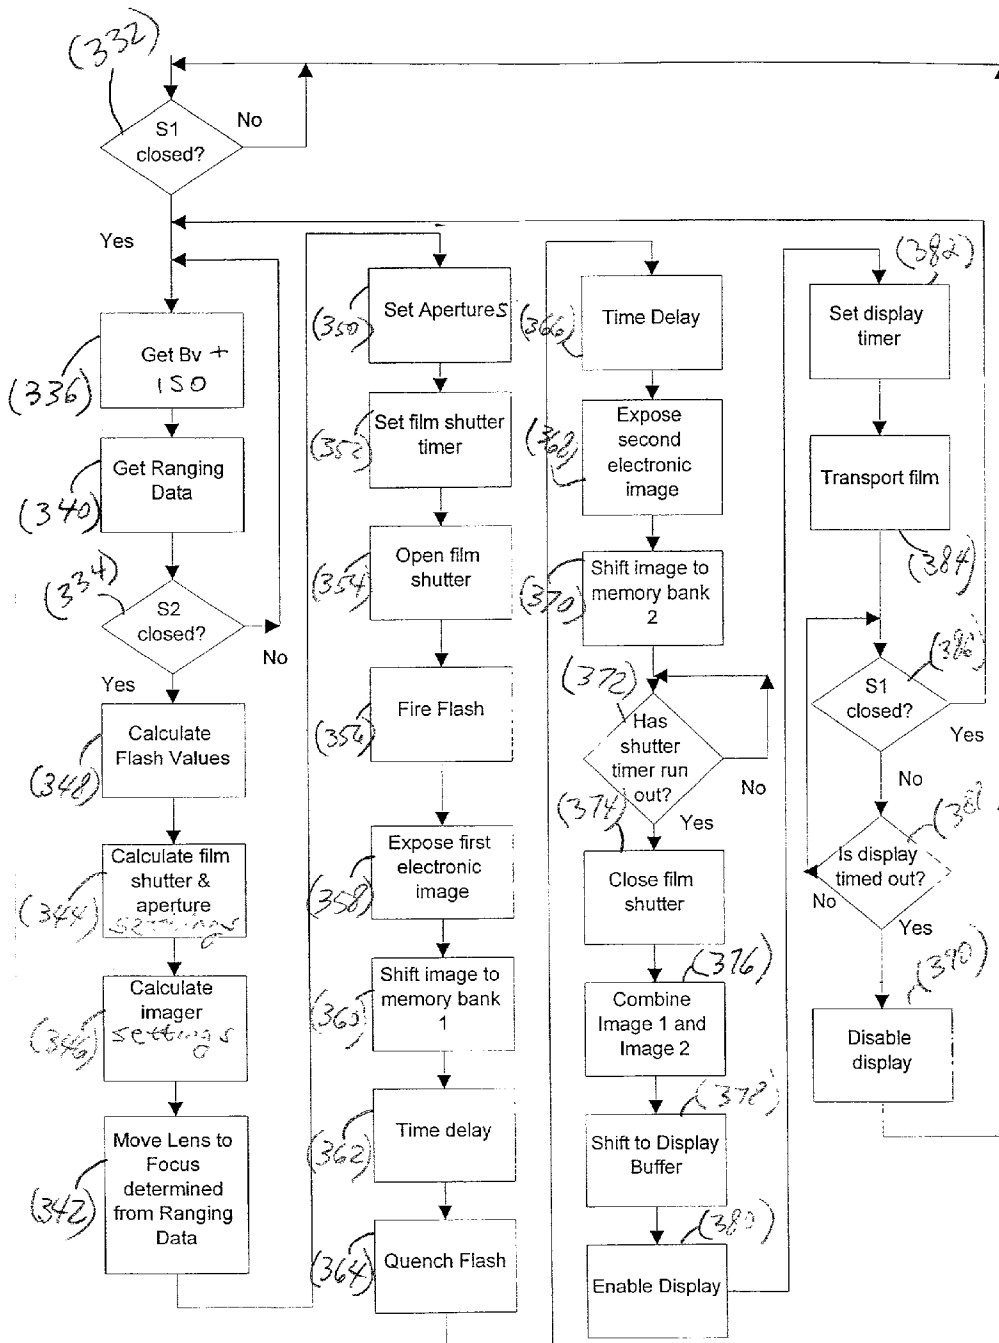 (332)
S1
closed?
No
Yes
(336)
Get Bv +
ISO
(340)
Get Ranging
Data
(334)
S2
closed?
No
Yes
(348)
Calculate
Flash Values
(344)
Calculate film
shutter &
aperture
settings
(346)
Calculate
imager
settings
(342)
Move Lens to
Focus
determined
from Ranging
Data
(350)
Set Apertures
(352)
Set film shutter
timer
(354)
Open film
shutter
(356)
Fire Flash
(358)
Expose first
electronic
image
(360)
Shift image to
memory bank
1
(362)
Time delay
(364)
Quench Flash
(366)
Time Delay
(368)
Expose
second
electronic
image
(370)
Shift image to
memory bank
2
(372)
Has
shutter
timer run
out?
No
(374)
Yes
Close film
shutter
(376)
Combine
Image 1 and
Image 2
(378)
Shift to Display
Buffer
(380)
Enable Display
(382)
Set display
timer
Transport film
(384)
(386)
S1
closed?
Yes
No
(388)
Is display
timed out?
No
Yes
(390)
Disable
display